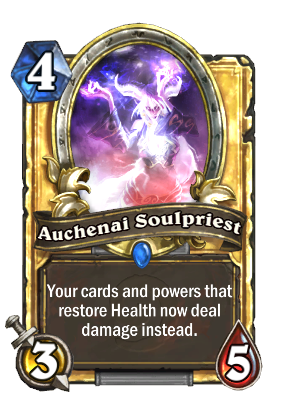 4
Auchenai Soulpriest
Your cards and powers that
restore Health now deal
damage instead.
3
5